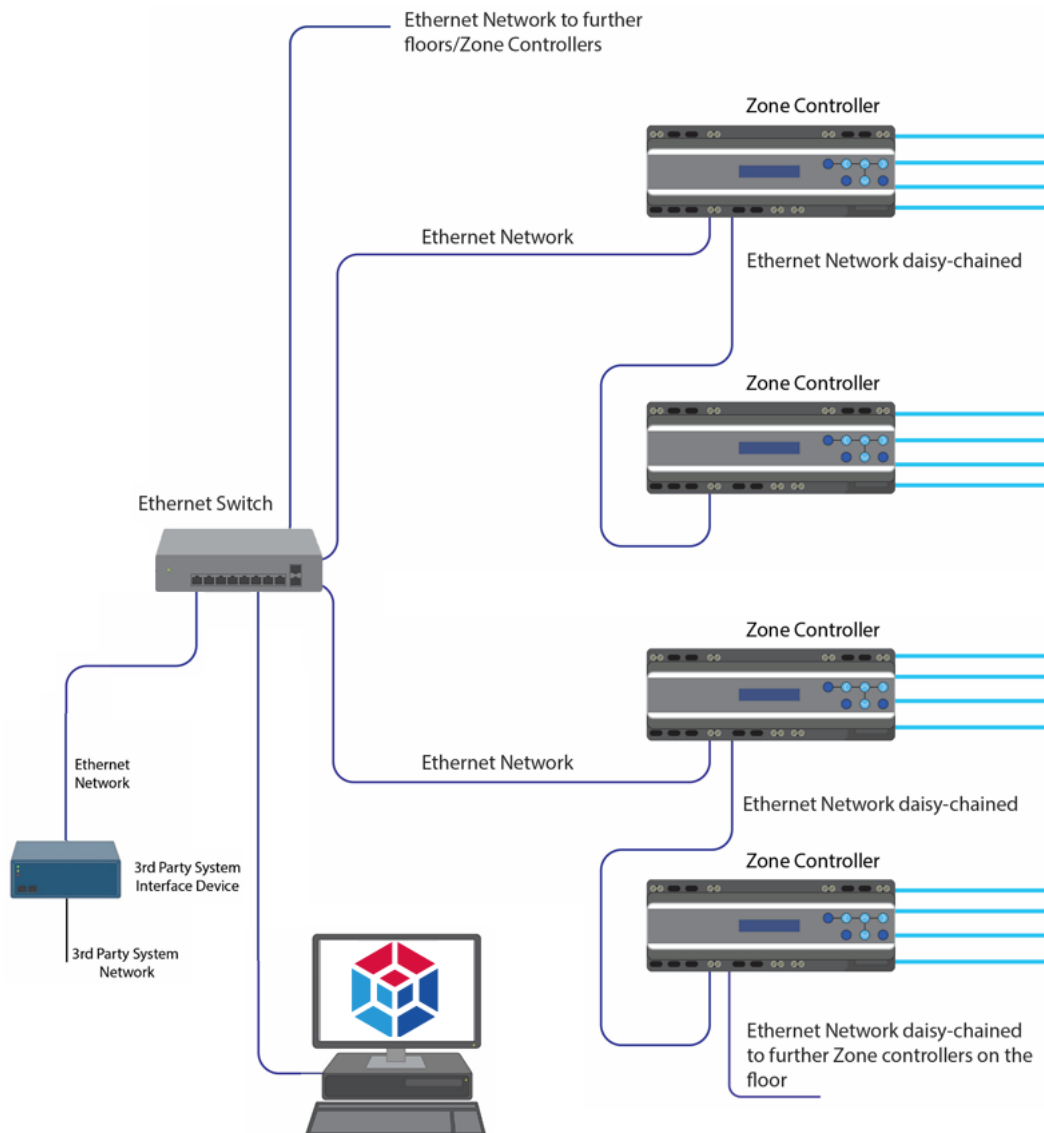 Ethernet Network to further
floors/Zone Controllers
Zone Controller
Ethernet Network
Ethernet Network daisy-chained
Zone Controller
Ethernet Switch
Zone Controller
Ethernet Network
Ethernet
Network
Ethernet Network daisy-chained
Zone Controller
3rd Party System
Interface Device
3rd Party System
Network
Ethernet Network daisy-chained
to further Zone controllers on the
floor